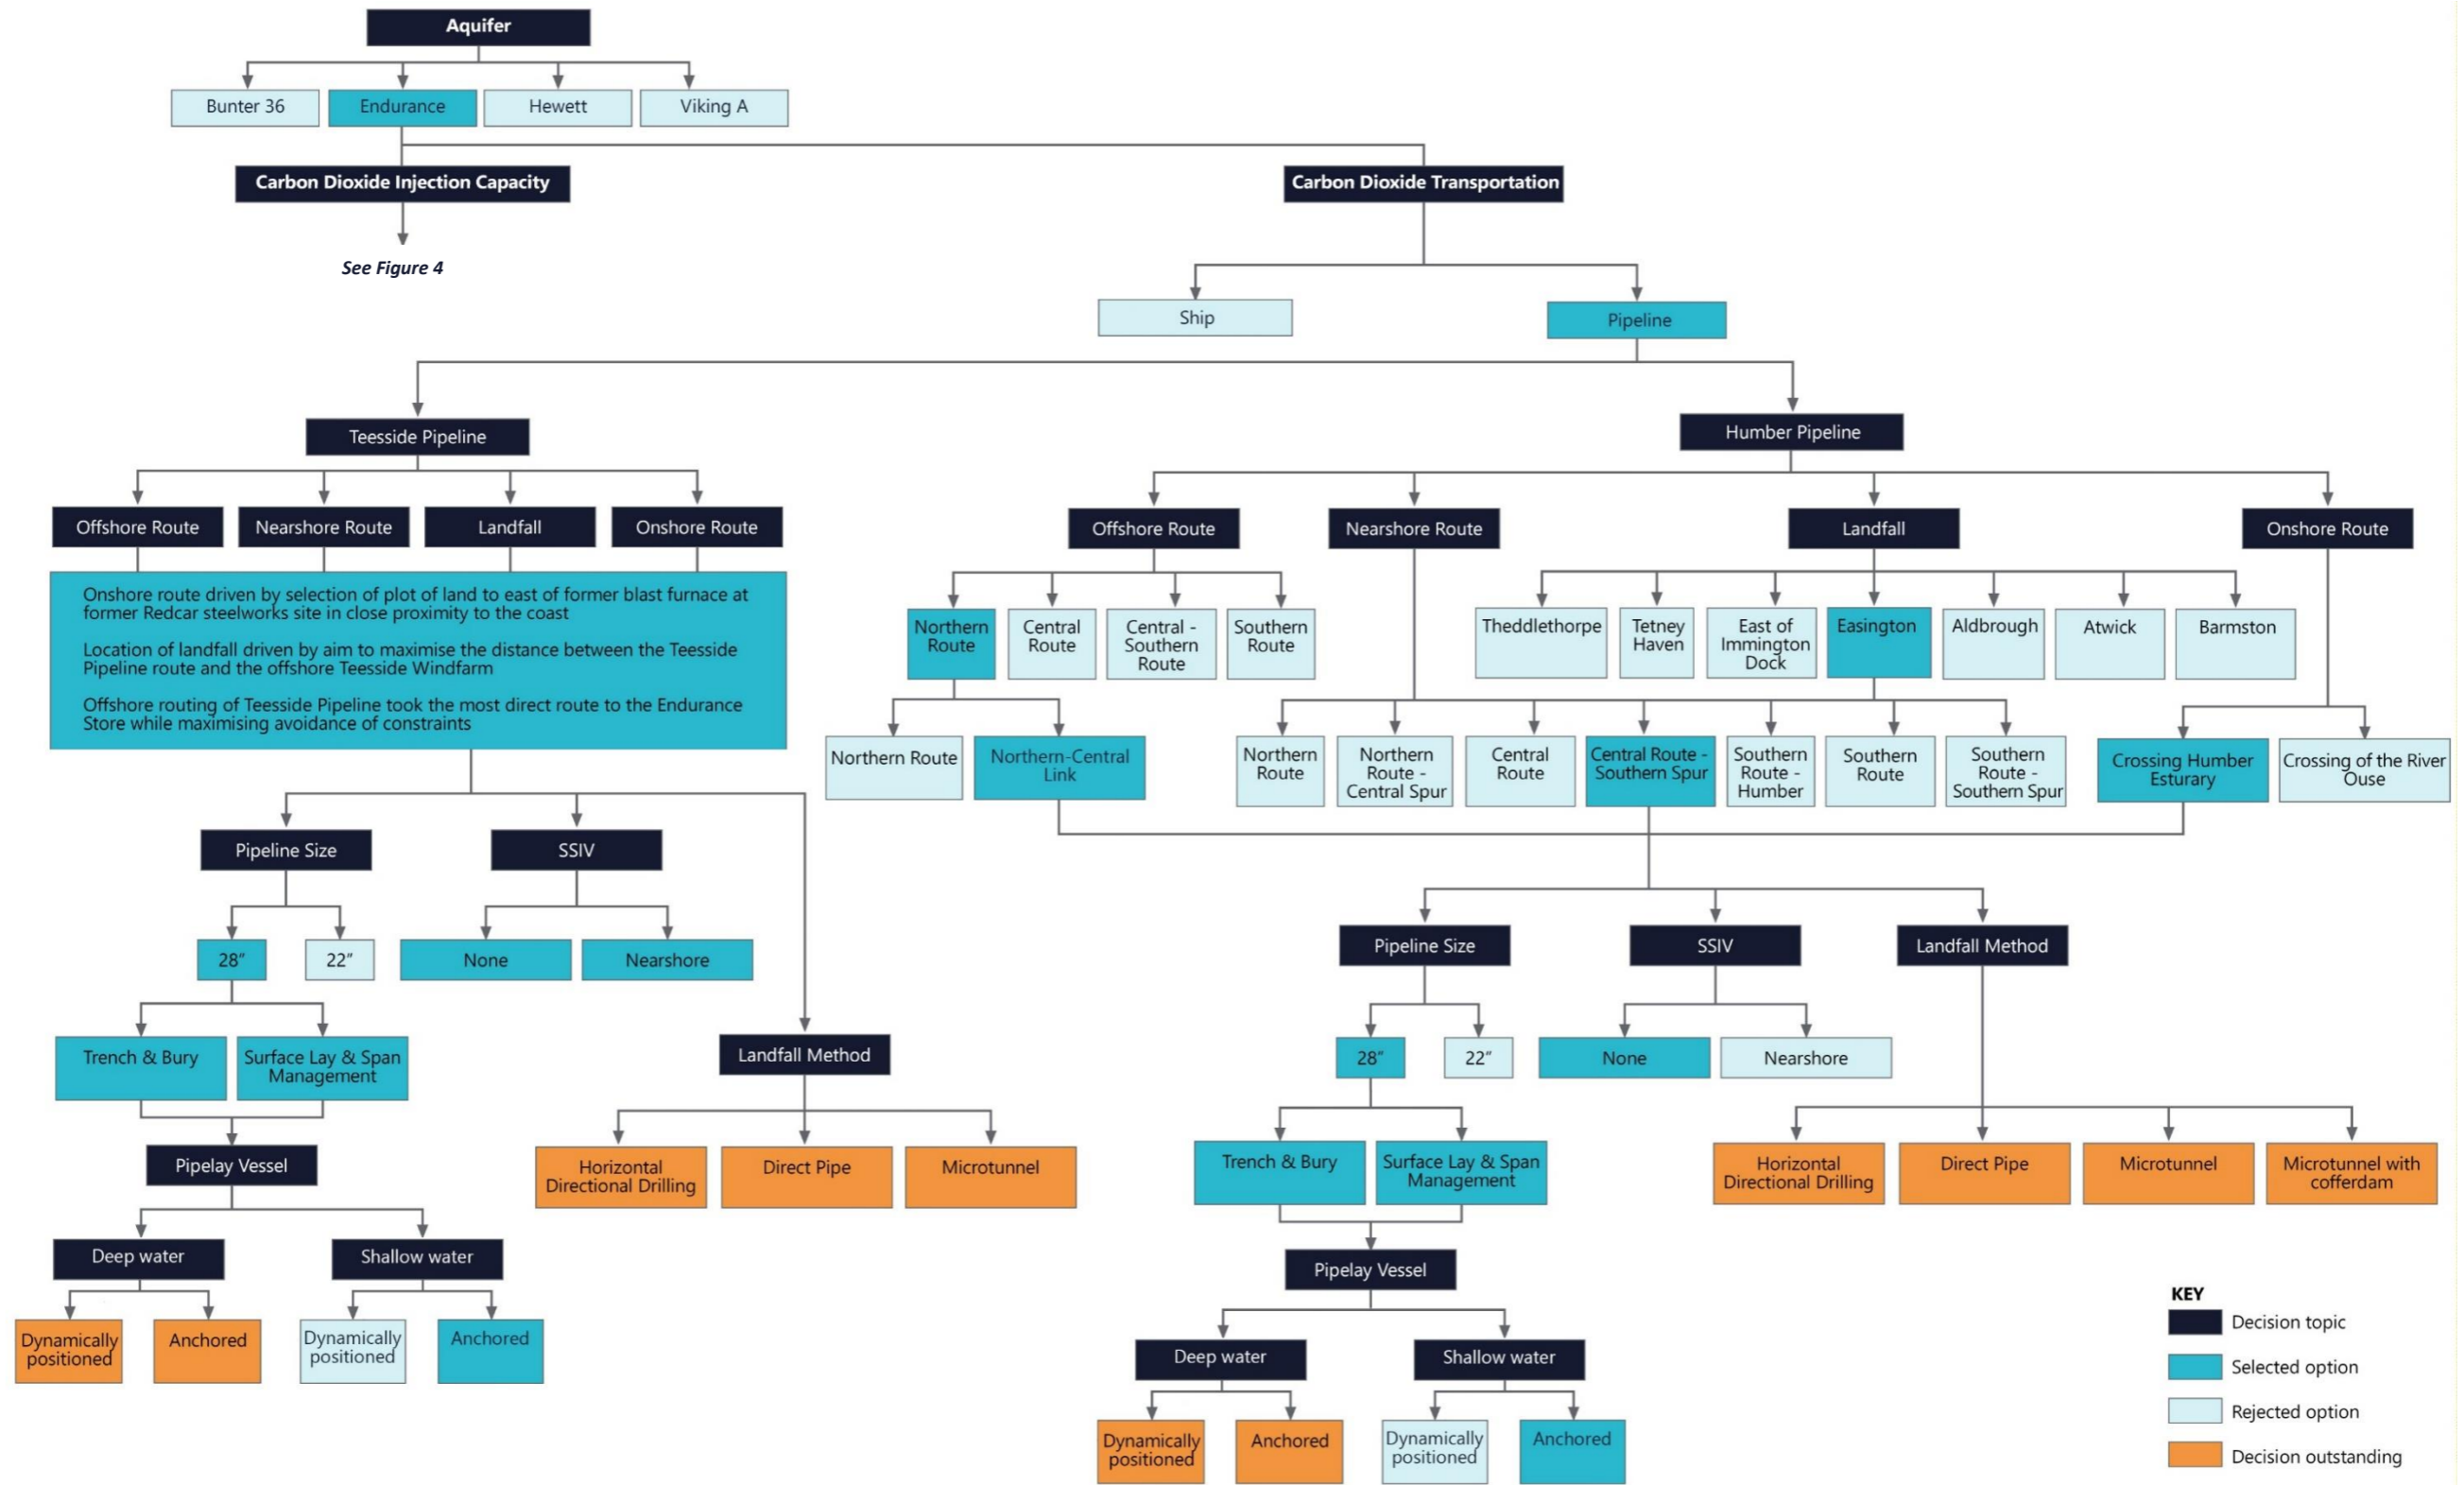 Aquifer
Bunter 36
Endurance
Hewett
Viking A
Carbon Dioxide Injection Capacity
Carbon Dioxide Transportation
See Figure 4
Ship
Pipeline
Teesside Pipeline
Humber Pipeline
Offshore Route
Nearshore Route
Landfall
Onshore Route
Offshore Route
Nearshore Route
Landfall
Onshore Route
Onshore route driven by selection of plot of land to east of former blast furnace at
former Redcar steelworks site in close proximity to the coast
Location of landfall driven by aim to maximise the distance between the Teesside
Pipeline route and the offshore Teesside Windfarm
Offshore routing of Teesside Pipeline took the most direct route to the Endurance
Store while maximising avoidance of constraints
Northern
Route
Central
Route
Central -
Southern
Route
Southern
Route
Theddlethorpe
Tetney
Haven
East of
Immington
Dock
Easington
Aldbrough
Atwick
Barmston
Northern Route
Northern-Central
Link
Northern
Route
Northern
Route -
Central Spur
Central
Route
Central Route -
Southern Spur
Southern
Route -
Humber
Southern
Route
Southern
Route -
Southern Spur
Crossing Humber
Esturary
Crossing of the River
Ouse
Pipeline Size
SSIV
28″
22″
None
Nearshore
Trench & Bury
Surface Lay & Span
Management
Landfall Method
Horizontal
Directional Drilling
Direct Pipe
Microtunnel
Pipelay Vessel
Deep water
Shallow water
Dynamically
positioned
Anchored
Dynamically
positioned
Anchored
Pipeline Size
SSIV
Landfall Method
28″
22″
None
Nearshore
Trench & Bury
Surface Lay & Span
Management
Horizontal
Directional Drilling
Direct Pipe
Microtunnel
Microtunnel with
cofferdam
Pipelay Vessel
Deep water
Shallow water
Dynamically
positioned
Anchored
Dynamically
positioned
Anchored
KEY
Decision topic
Selected option
Rejected option
Decision outstanding